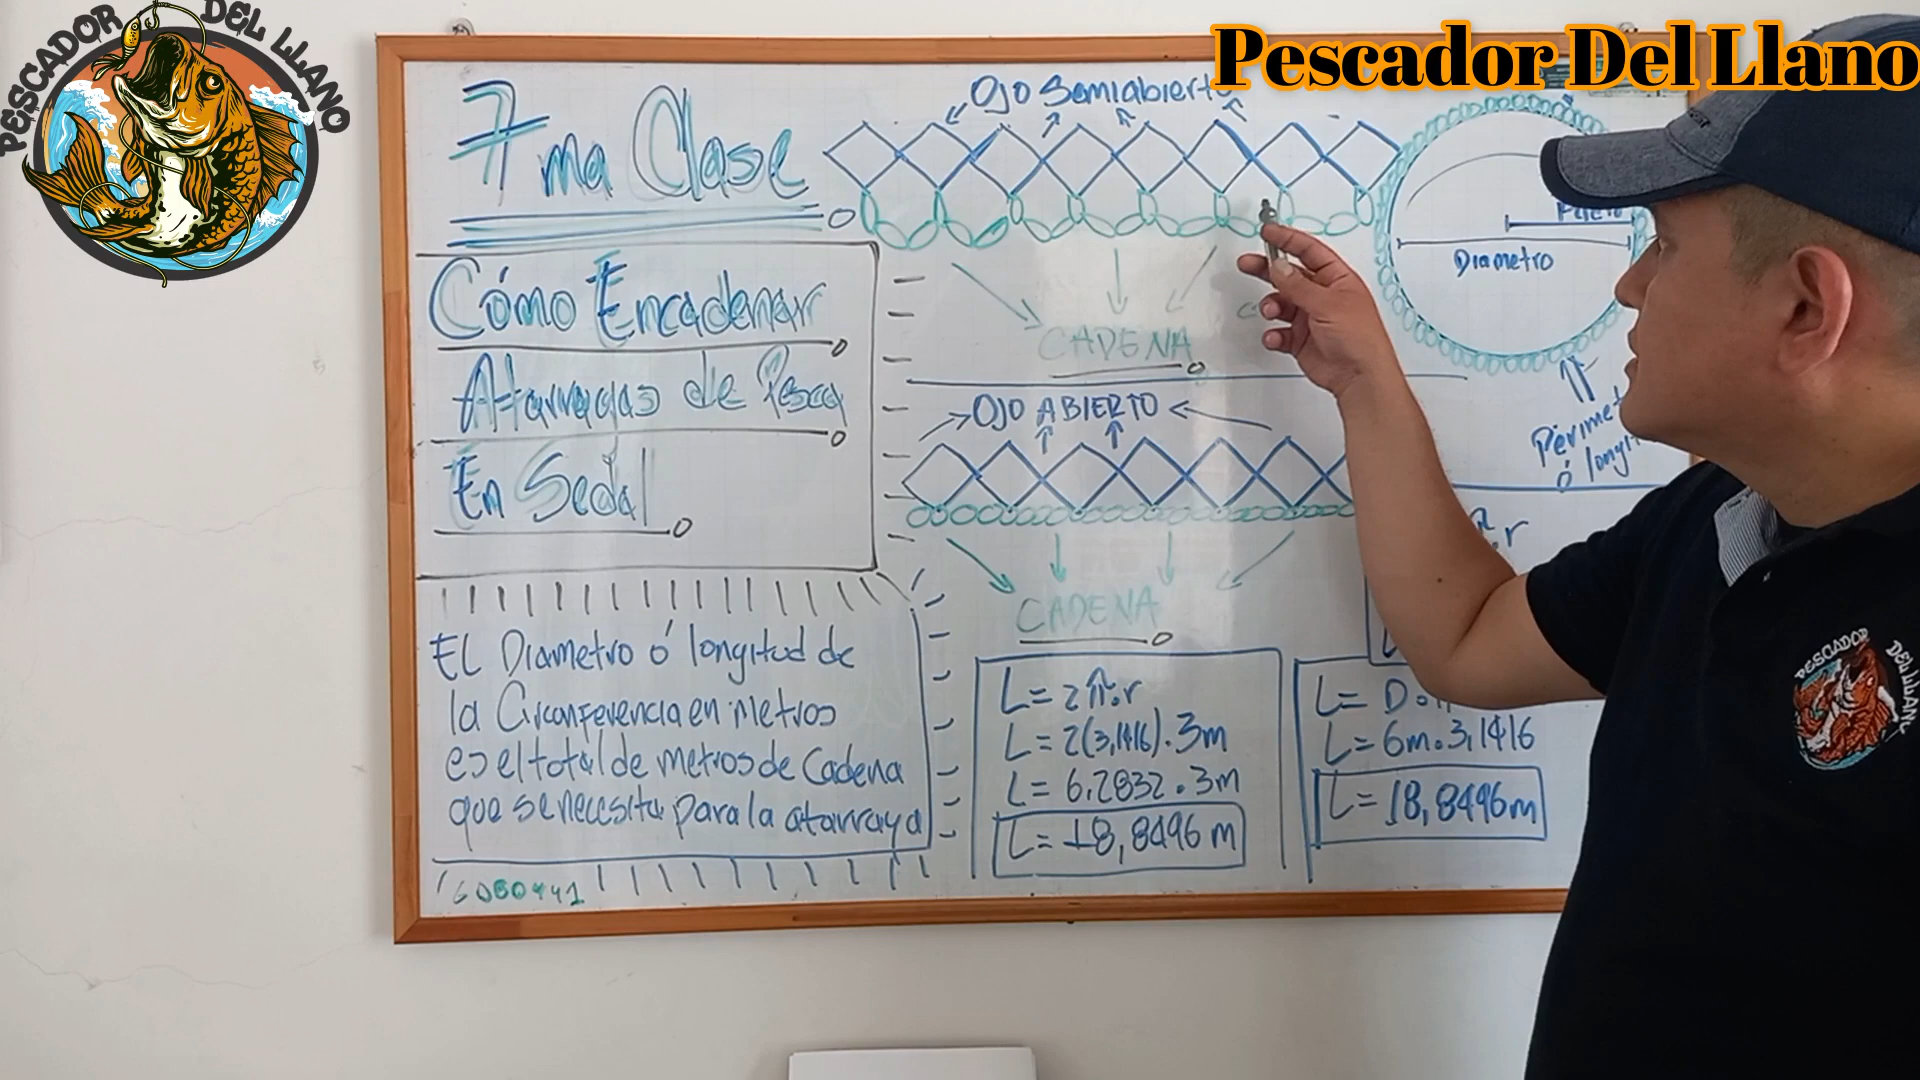 PESCADOR DEL LLANO
Pescador Del Llano
7ma Clase
Cómo Encadenar
Atarrayas de Pesca
En Sedal
Ojo Semiabierto
CADENA
OJO ABIERTO
CADENA
Diametro
Perimet
ó longit
r
EL Diametro ó longitud de
la Circunferencia en metros
es el total de metros de Cadena
que se necesita para la atarraya
L= 2π.r
L= 2(3,1416).3m
L= 6,2832.3m
L= 18,8496m
L= D.π
L= 6m.3,1416
L= 18,8496m
PESCADOR DEL LLANO